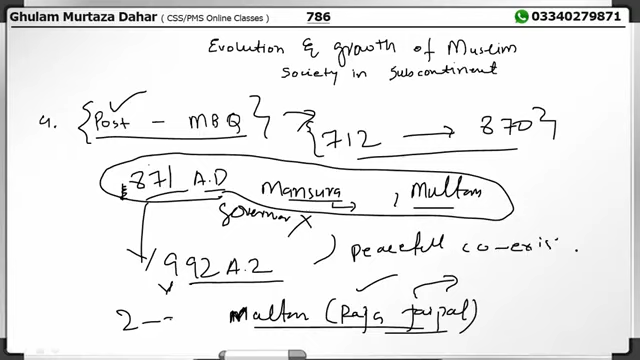 Ghulam Murtaza Dahar ( CSS/PMS Online Classes ) 786 03340279871
Evolution & growth of Muslim
Society in Subcontinent
4. {Post - MBQ} → {712 → 870}
871 A.D Mansura , Multan
Governor X
992 A.D ) peacefull co-exis
2 Multan (Raja Jaipal)